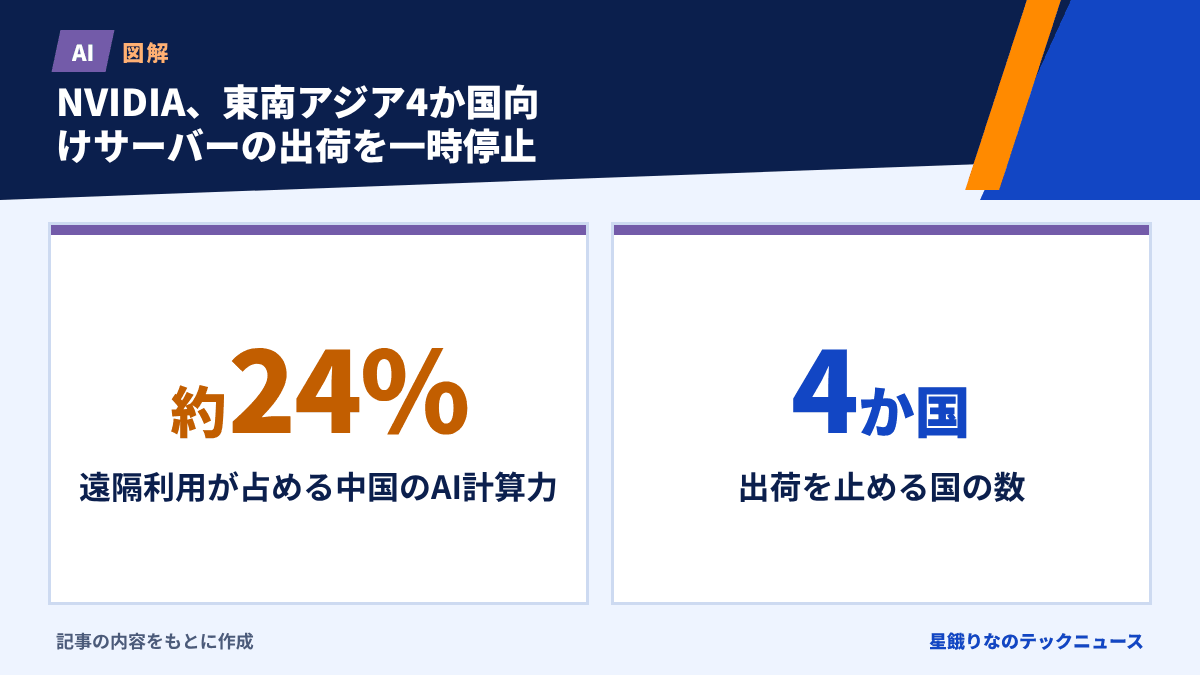 AI 図解
NVIDIA、東南アジア4か国向
けサーバーの出荷を一時停止
約24%
遠隔利用が占める中国のAI計算力
4か国
出荷を止める国の数
記事の内容をもとに作成
星餓りなのテックニュース